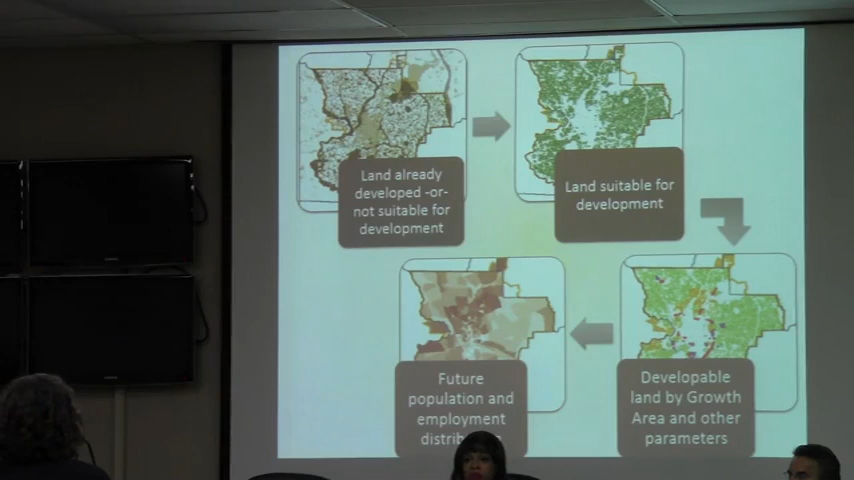 Land already
developed -or-
not suitable for
development
Land suitable for
development
Developable
land by Growth
Area and other
parameters
Future
population and
employment